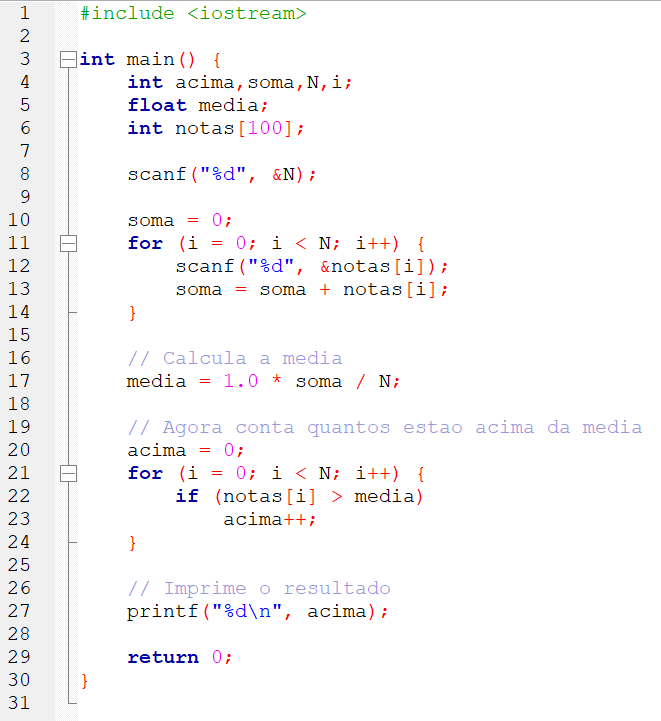 1 #include <iostream>
2
3 int main() {
4     int acima,soma,N,i;
5     float media;
6     int notas[100];
7
8     scanf("%d", &N);
9
10     soma = 0;
11     for (i = 0; i < N; i++) {
12         scanf("%d", &notas[i]);
13         soma = soma + notas[i];
14     }
15
16     // Calcula a media
17     media = 1.0 * soma / N;
18
19     // Agora conta quantos estao acima da media
20     acima = 0;
21     for (i = 0; i < N; i++) {
22         if (notas[i] > media)
23             acima++;
24     }
25
26     // Imprime o resultado
27     printf("%d\n", acima);
28
29     return 0;
30 }
31